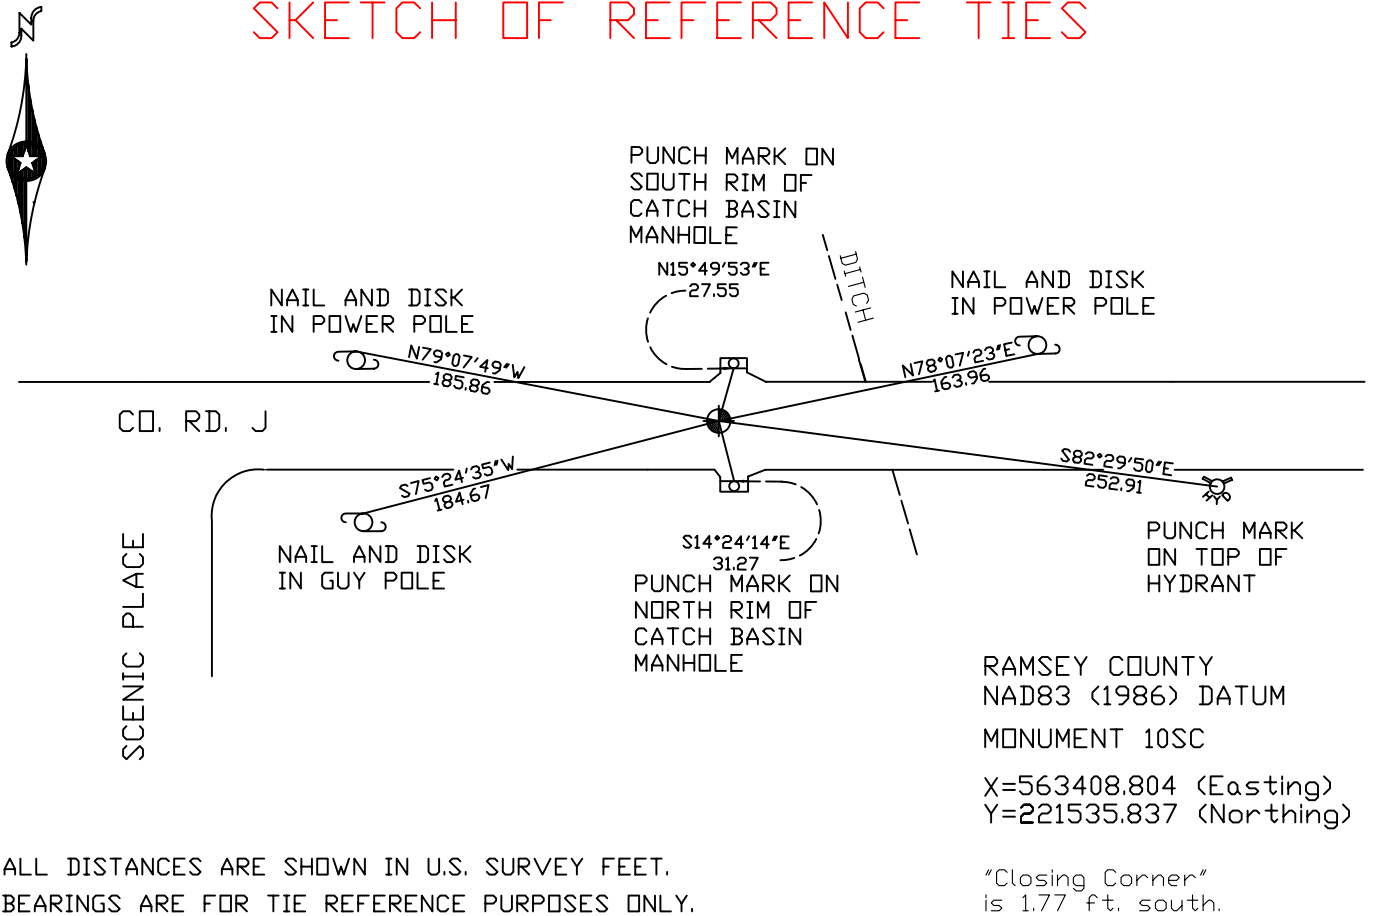 SKETCH OF REFERENCE TIES
N
PUNCH MARK ON
SOUTH RIM OF
CATCH BASIN
MANHOLE
N15°49'53"E
27.55
DITCH
NAIL AND DISK
IN POWER POLE
NAIL AND DISK
IN POWER POLE
N79°07'49"W
185.86
N78°07'23"E
163.96
CO. RD. J
S75°24'35"W
184.67
S82°29'50"E
252.91
NAIL AND DISK
IN GUY POLE
S14°24'14"E
31.27
PUNCH MARK ON
NORTH RIM OF
CATCH BASIN
MANHOLE
PUNCH MARK
ON TOP OF
HYDRANT
SCENIC PLACE
RAMSEY COUNTY
NAD83 (1986) DATUM
MONUMENT 10SC
X=563408.804 (Easting)
Y=221535.837 (Northing)
ALL DISTANCES ARE SHOWN IN U.S. SURVEY FEET.
BEARINGS ARE FOR TIE REFERENCE PURPOSES ONLY.
"Closing Corner"
is 1.77 ft. south.